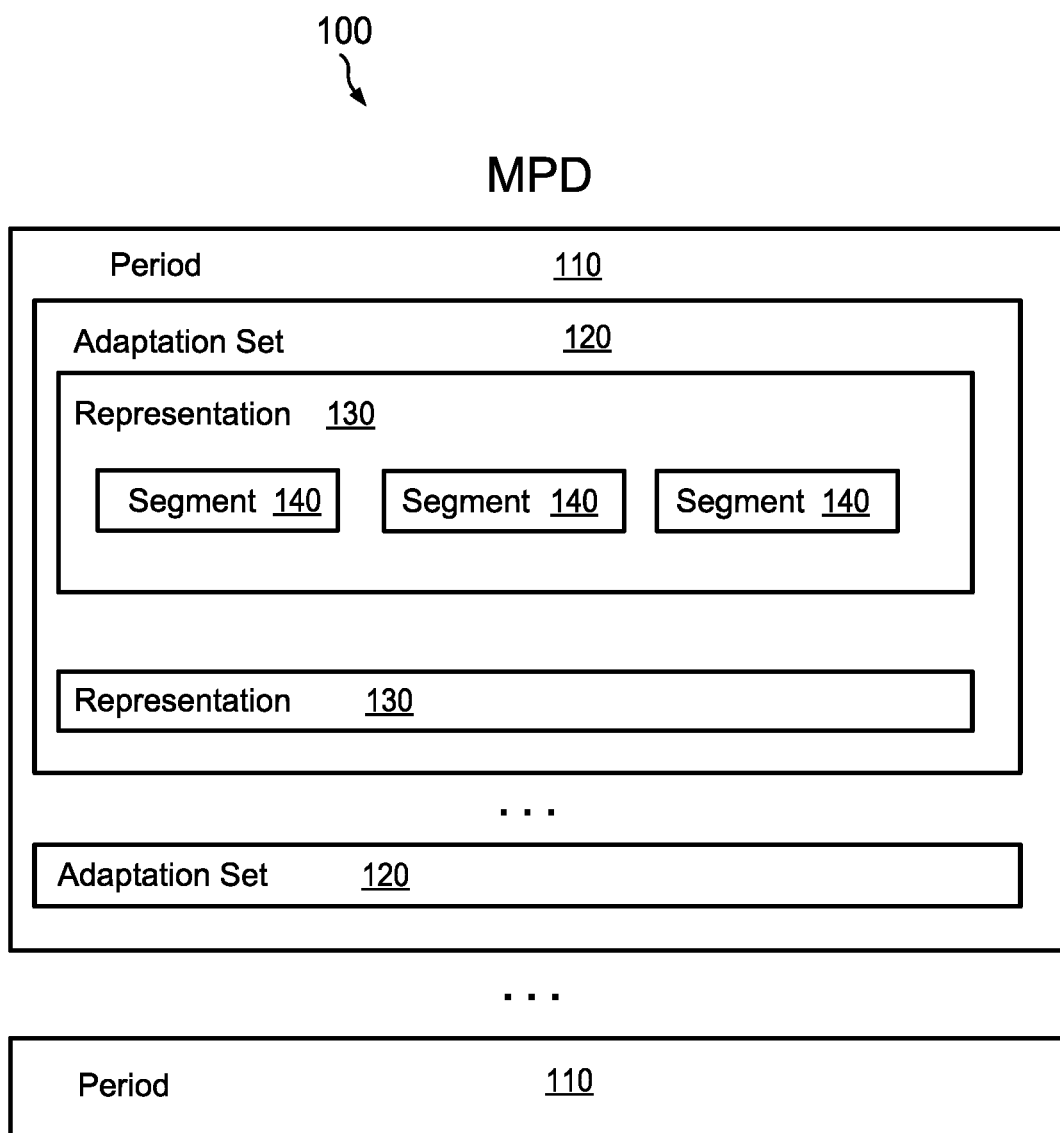 100
MPD
Period 110
Adaptation Set 120
Representation 130
Segment 140 Segment 140 Segment 140
Representation 130
. . .
Adaptation Set 120
. . .
Period 110